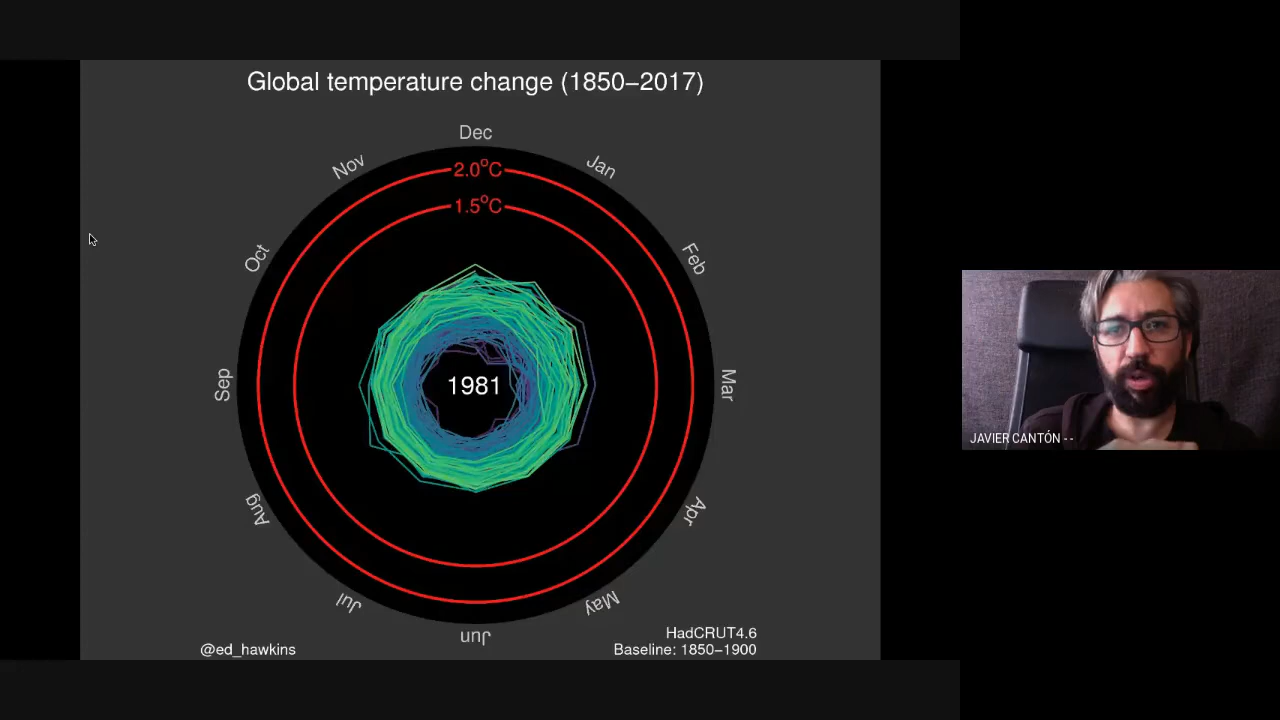 Global temperature change (1850–2017)
Dec
Nov
Jan
2.0°C
1.5°C
Oct
Feb
Sep
1981
Mar
Aug
Apr
Jul
May
Jun
HadCRUT4.6
@ed_hawkins
Baseline: 1850–1900
JAVIER CANTÓN - -